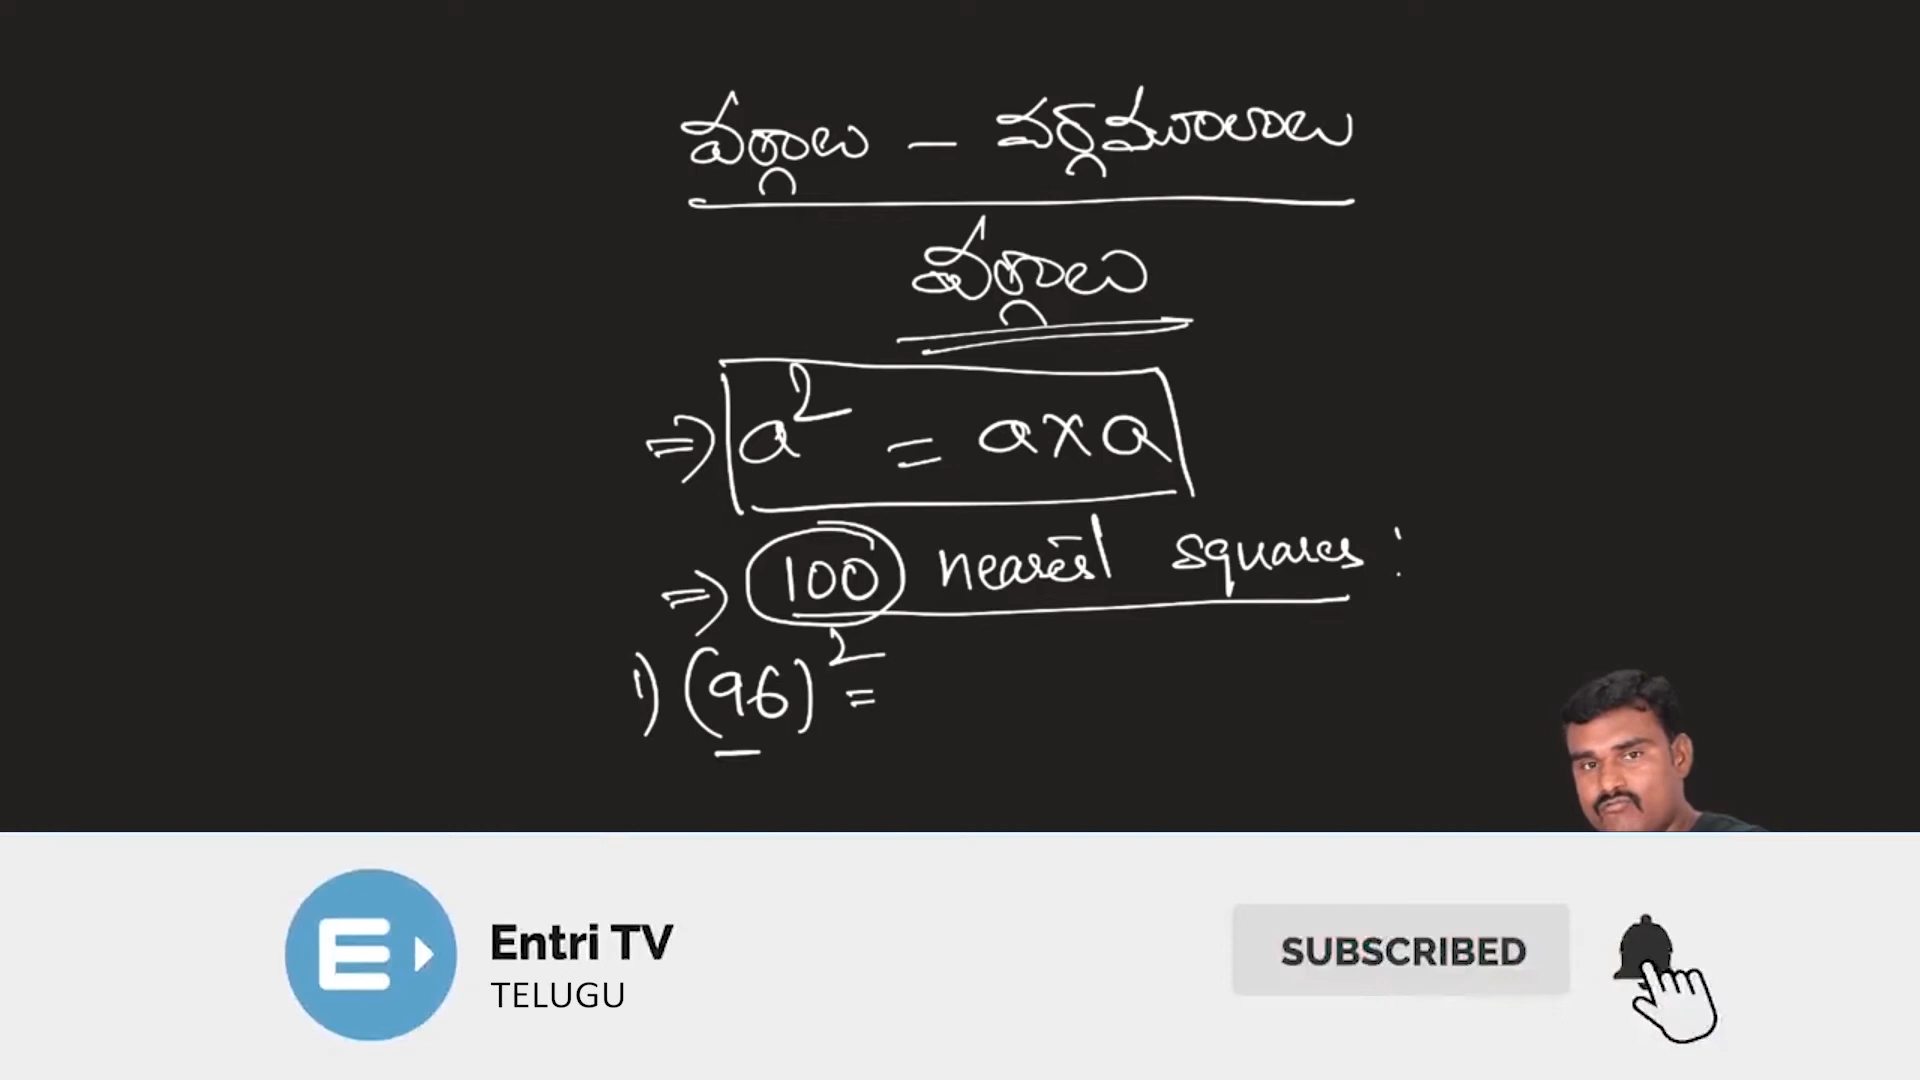 వర్గాలు - వర్గమూలాలు
వర్గాలు
⇒ a² = a×a
⇒ 100 nearest squares :
1) (96)² =
Entri TV
TELUGU
SUBSCRIBED